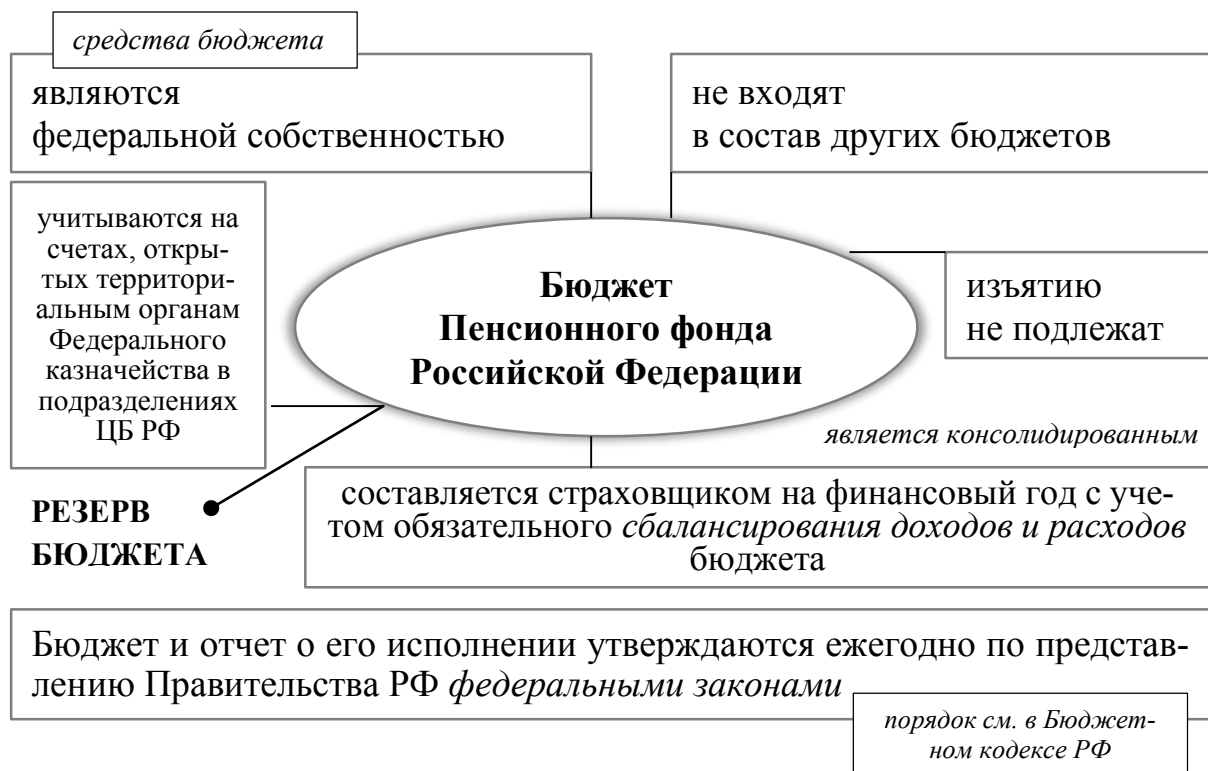 средства бюджета
являются
федеральной собственностью
не входят
в состав других бюджетов
учитываются на
счетах, откры-
тых территори-
альным органам
Федерального
казначейства в
подразделениях
ЦБ РФ
Бюджет
Пенсионного фонда
Российской Федерации
изъятию
не подлежат
является консолидированным
РЕЗЕРВ
БЮДЖЕТА
составляется страховщиком на финансовый год с уче-
том обязательного сбалансирования доходов и расходов
бюджета
Бюджет и отчет о его исполнении утверждаются ежегодно по представ-
лению Правительства РФ федеральными законами
порядок см. в Бюджет-
ном кодексе РФ